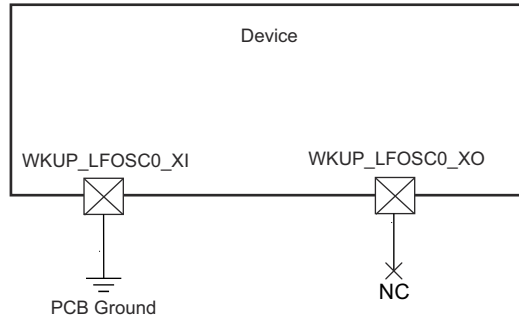 Device
WKUP_LFOSC0_XI
WKUP_LFOSC0_XO
PCB Ground
NC